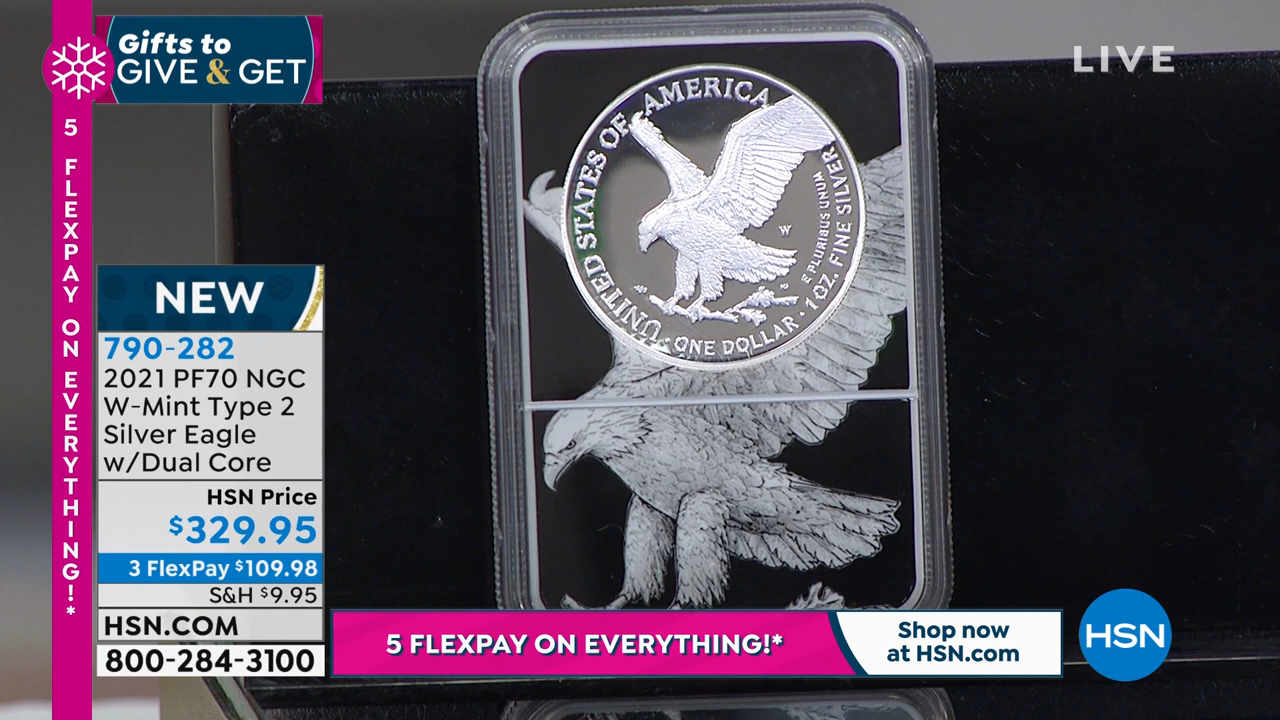 Gifts to
GIVE & GET
5 FLEXPAY ON EVERYTHING!*
LIVE
UNITED STATES OF AMERICA
W
E PLURIBUS UNUM
1 OZ. FINE SILVER
ONE DOLLAR
NEW
790-282
2021 PF70 NGC
W-Mint Type 2
Silver Eagle
w/Dual Core
HSN Price
$329.95
3 FlexPay $109.98
S&H $9.95
HSN.COM
800-284-3100
5 FLEXPAY ON EVERYTHING!*
Shop now
at HSN.com
HSN